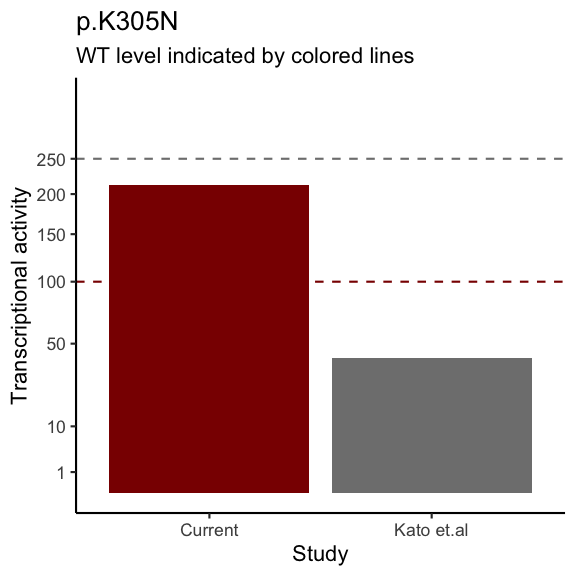 p.K305N
WT level indicated by colored lines
Transcriptional activity
250
200
150
100
50
10
1
Current
Kato et.al
Study